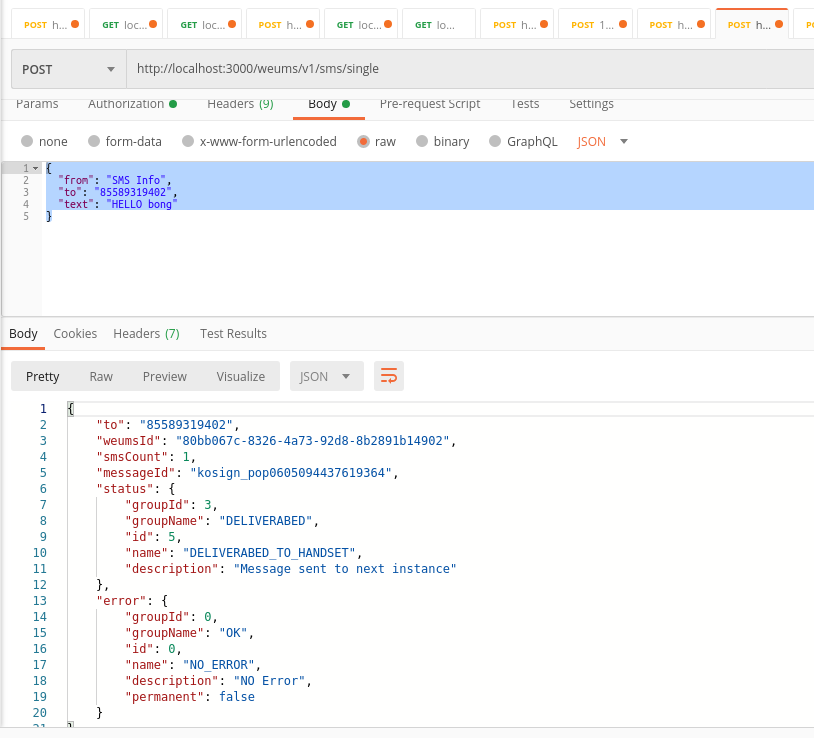 POST h... GET loc... GET loc... POST h... GET loc... GET lo... POST h... POST 1... POST h... POST h...
POST http://localhost:3000/weums/v1/sms/single
Params Authorization Headers (9) Body Pre-request Script Tests Settings
none form-data x-www-form-urlencoded raw binary GraphQL JSON
1 {
2 "from": "SMS Info",
3 "to": "85589319402",
4 "text": "HELLO bong"
5 }
Body Cookies Headers (7) Test Results
Pretty Raw Preview Visualize JSON
1 {
2 "to": "85589319402",
3 "weumsId": "80bb067c-8326-4a73-92d8-8b2891b14902",
4 "smsCount": 1,
5 "messageId": "kosign_pop0605094437619364",
6 "status": {
7 "groupId": 3,
8 "groupName": "DELIVERABED",
9 "id": 5,
10 "name": "DELIVERABED_TO_HANDSET",
11 "description": "Message sent to next instance"
12 },
13 "error": {
14 "groupId": 0,
15 "groupName": "OK",
16 "id": 0,
17 "name": "NO_ERROR",
18 "description": "NO Error",
19 "permanent": false
20 }
21 }